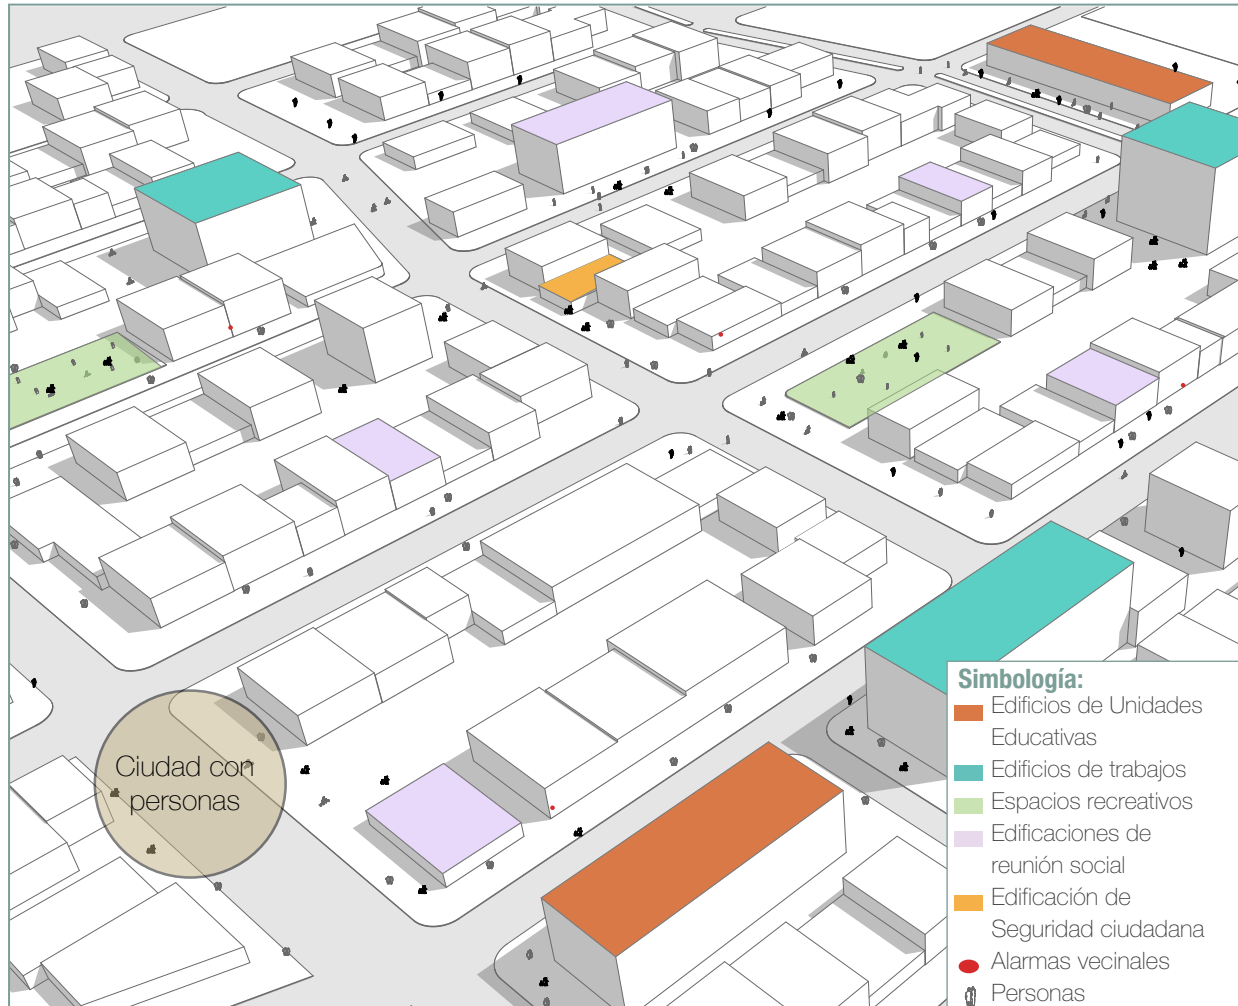 Ciudad con
personas
Simbología:
Edificios de Unidades
Educativas
Edificios de trabajos
Espacios recreativos
Edificaciones de
reunión social
Edificación de
Seguridad ciudadana
Alarmas vecinales
Personas